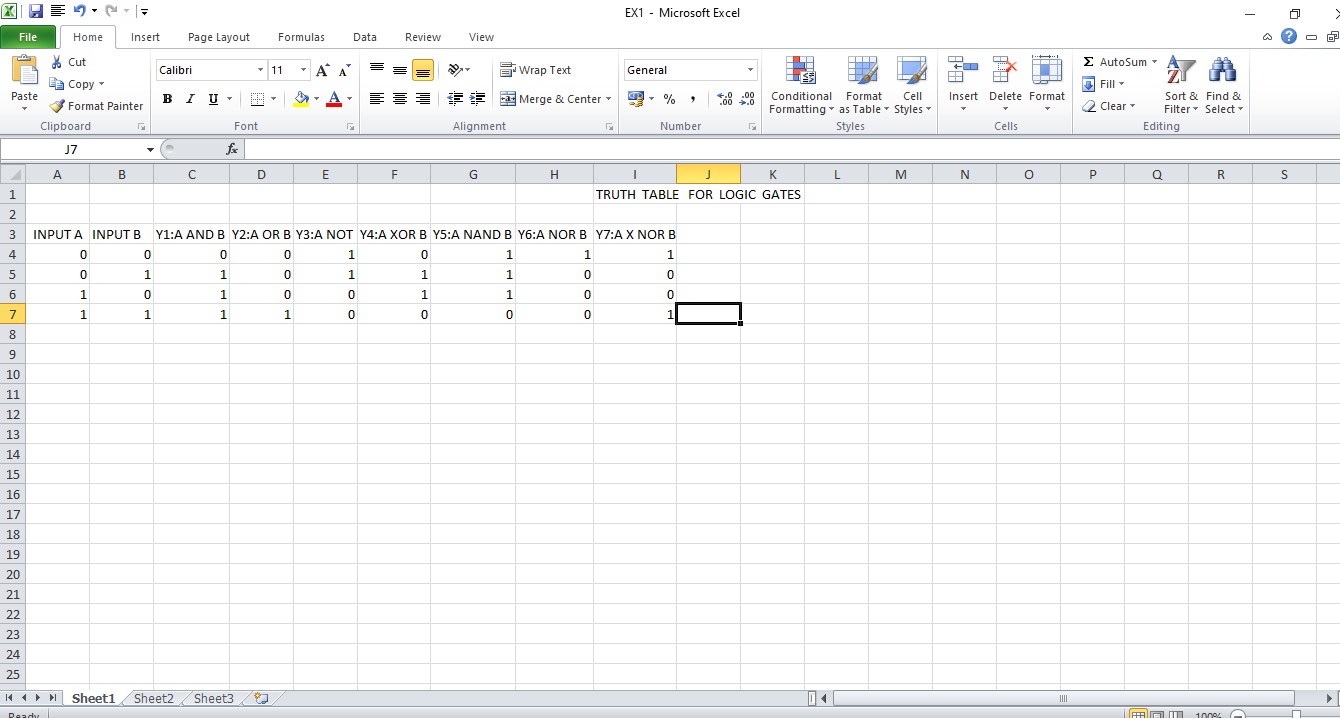 EX1 - Microsoft Excel
File Home Insert Page Layout Formulas Data Review View
Paste Cut Copy Format Painter Clipboard
Calibri 11 A A B I U A Font
Wrap Text Merge & Center Alignment
General % , .0 .00 .00 .0 Number
Conditional Formatting Format as Table Cell Styles Styles
Insert Delete Format Cells
Σ AutoSum Fill Clear Sort & Filter Find & Select Editing
J7 fx
A B C D E F G H I J K L M N O P Q R S
1 TRUTH TABLE FOR LOGIC GATES
2
3 INPUT A INPUT B Y1:A AND B Y2:A OR B Y3:A NOT Y4:A XOR B Y5:A NAND B Y6:A NOR B Y7:A X NOR B
4 0 0 0 0 1 0 1 1 1
5 0 1 1 0 1 1 1 0 0
6 1 0 1 0 0 1 1 0 0
7 1 1 1 1 0 0 0 0 1
8
9
10
11
12
13
14
15
16
17
18
19
20
21
22
23
24
25
Sheet1 Sheet2 Sheet3
Ready 100%